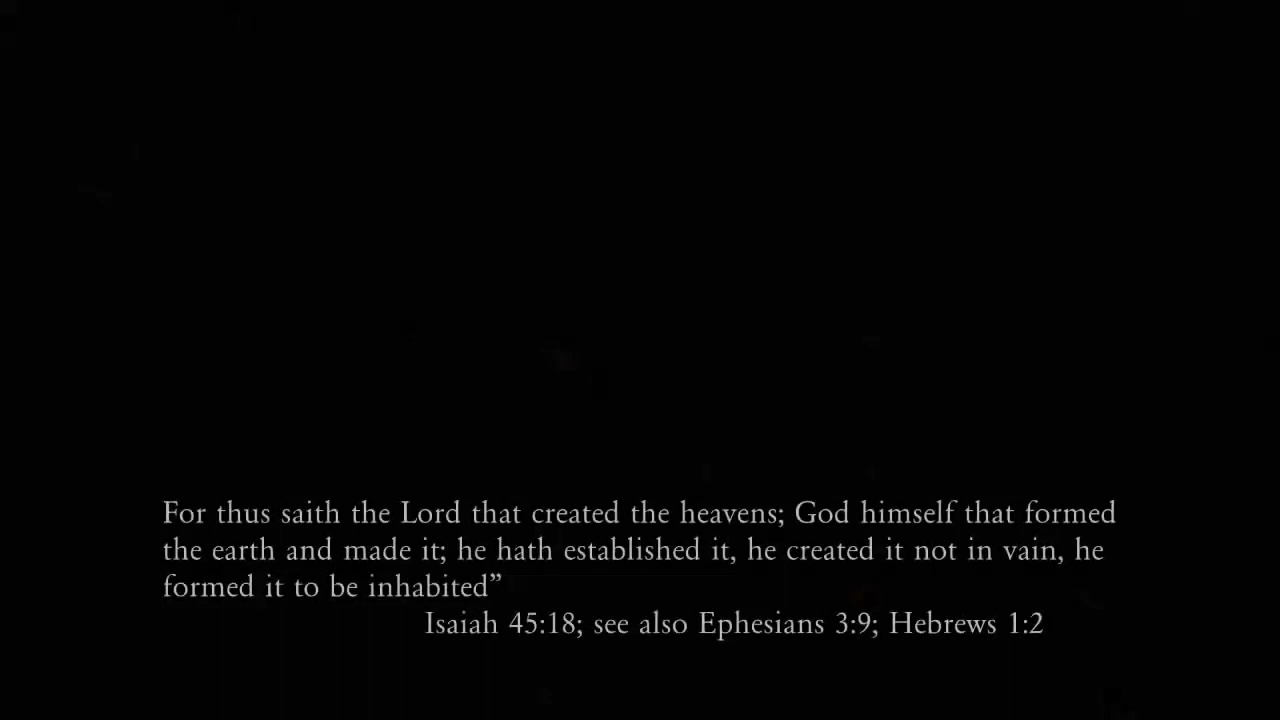 For thus saith the Lord that created the heavens; God himself that formed
the earth and made it; he hath established it, he created it not in vain, he
formed it to be inhabited”
Isaiah 45:18; see also Ephesians 3:9; Hebrews 1:2